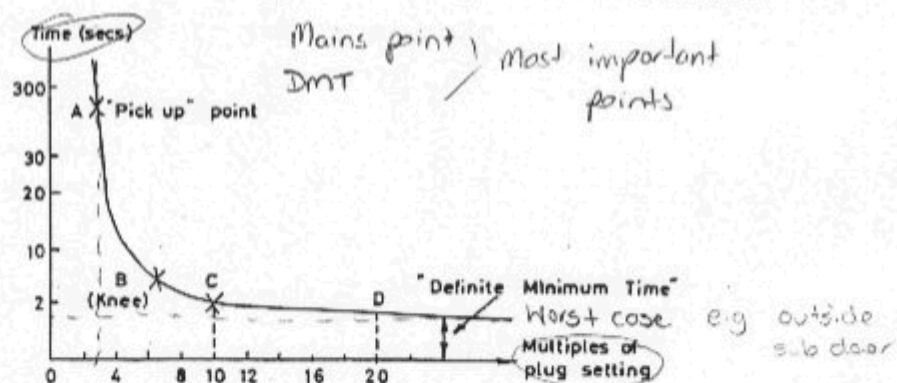 Time (secs)
Mains point
DMT
Most important
points
300
A "Pick up" point
30
20
10
B
(Knee)
C
D
"Definite Minimum Time"
2
Worst case e.g outside
sub door
0 4 8 10 12 16 20
Multiples of
plug setting